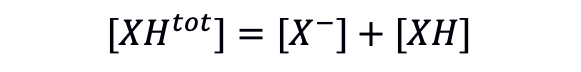 [XH^{tot}] = [X^{-}] + [XH]